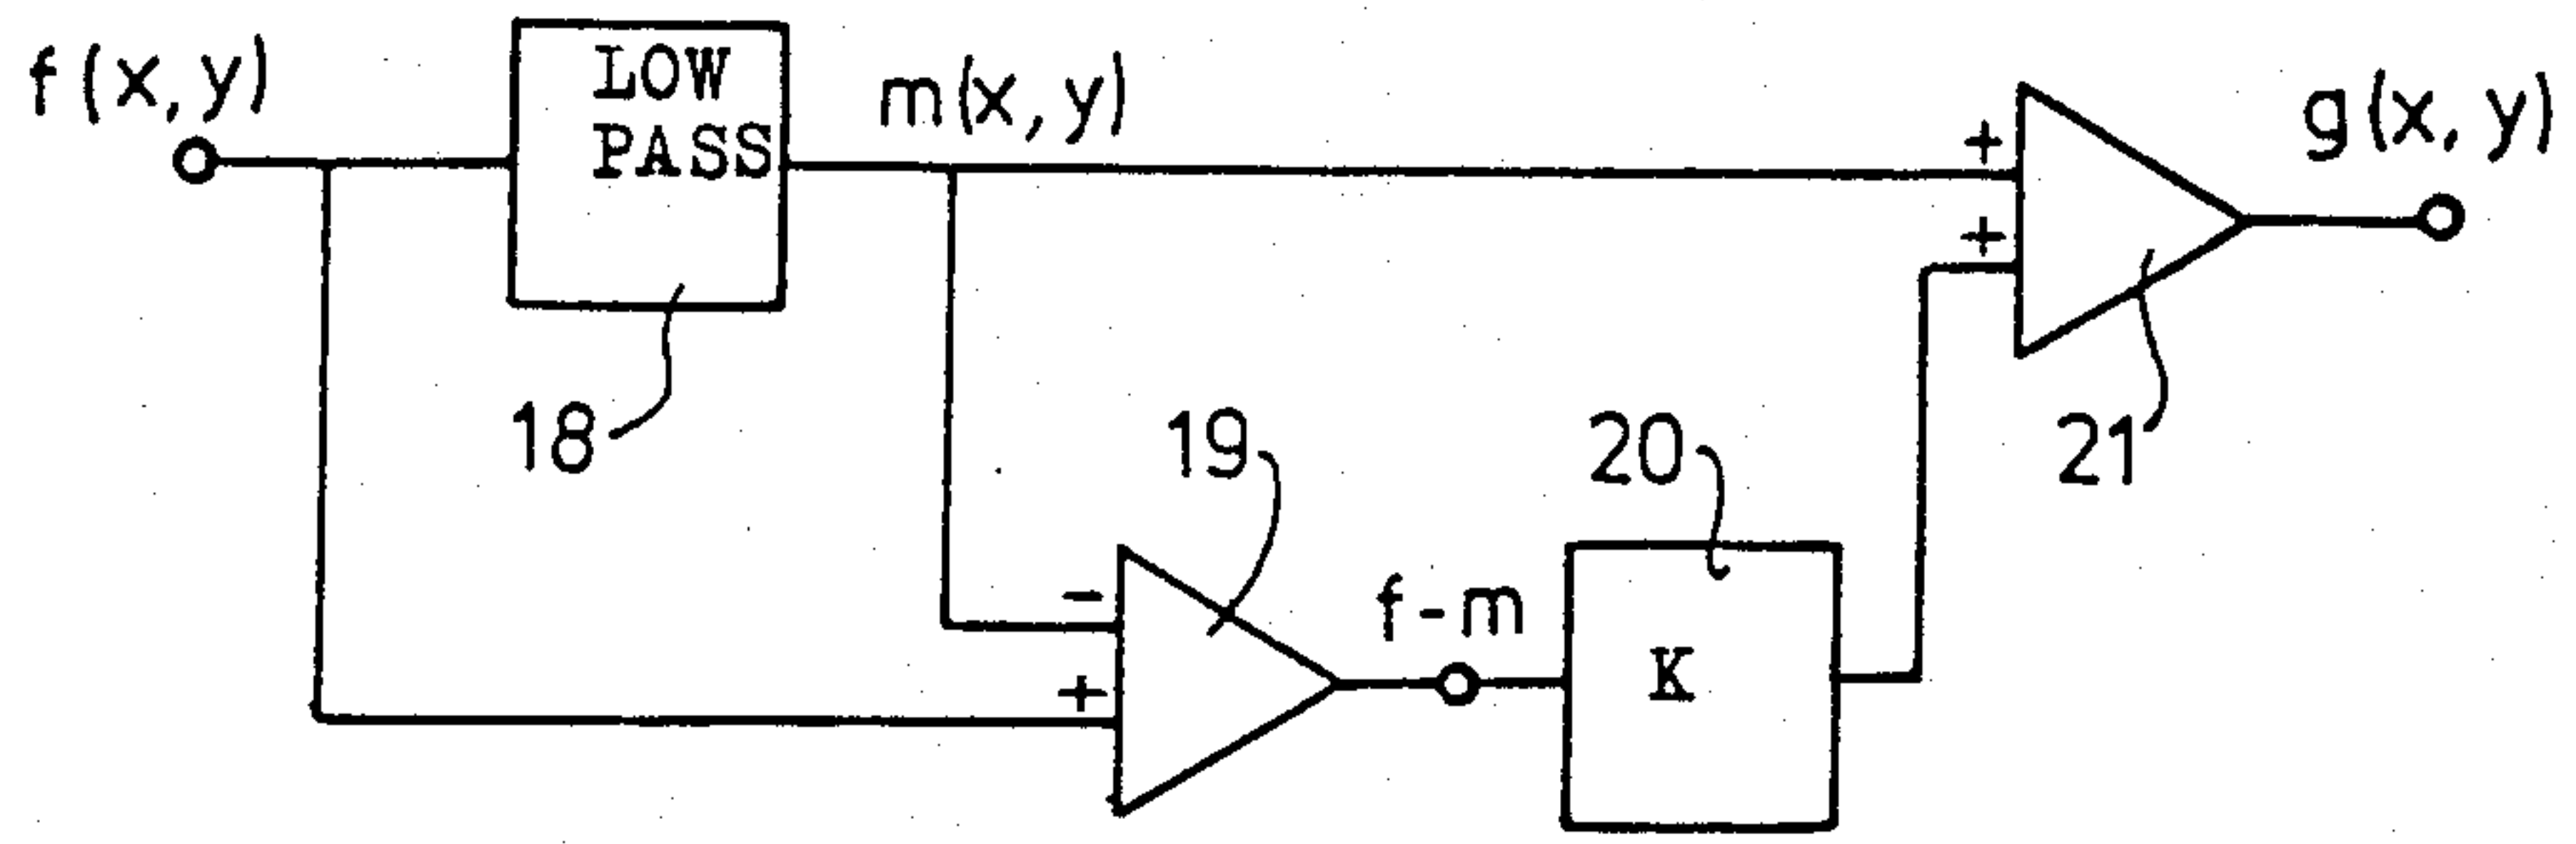 f(x,y)
LOW
PASS
m(x,y)
+
+
g(x,y)
18
19
20
21
-
+
f-m
K